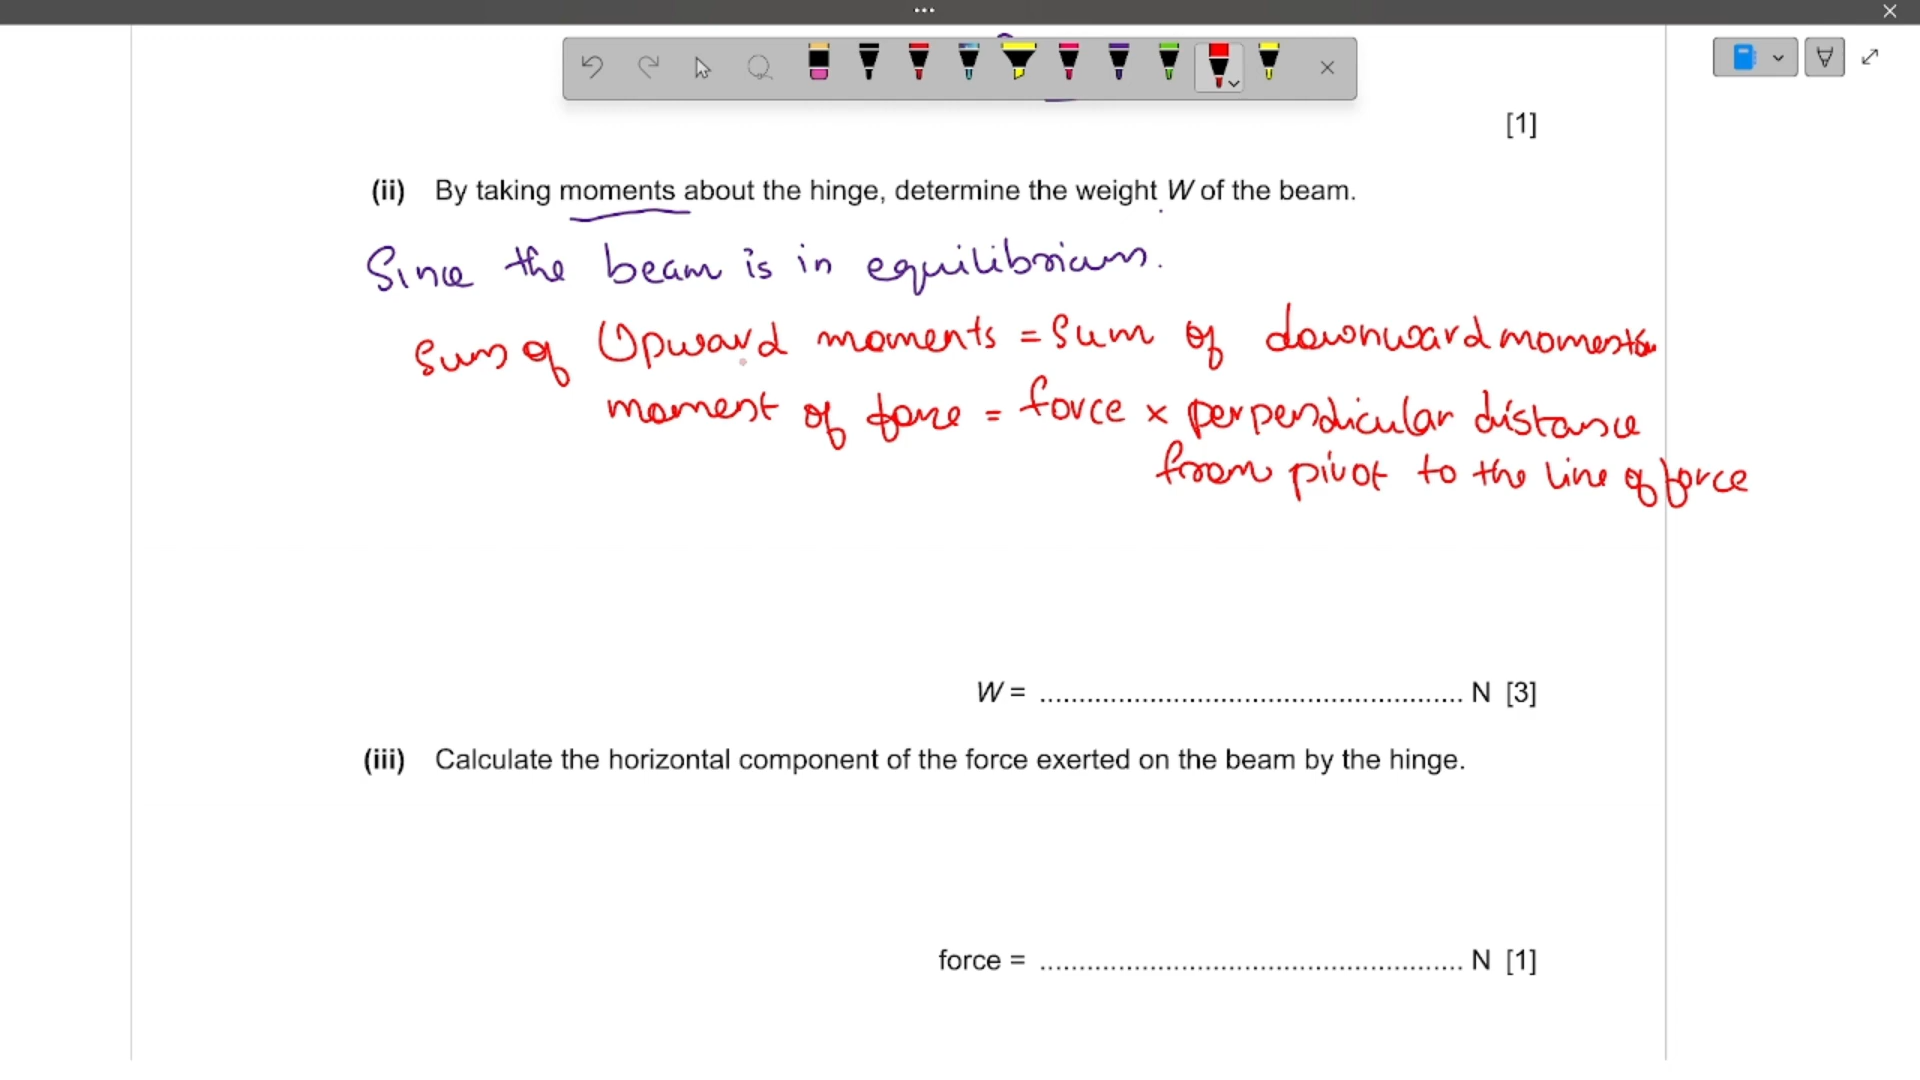 [1]
(ii) By taking moments about the hinge, determine the weight W of the beam.
Since the beam is in equilibrium.
Sum of Upward moments = Sum of downward moments
moment of force = force × perpendicular distance
from pivot to the line of force
W = ...................................................... N [3]
(iii) Calculate the horizontal component of the force exerted on the beam by the hinge.
force = ...................................................... N [1]